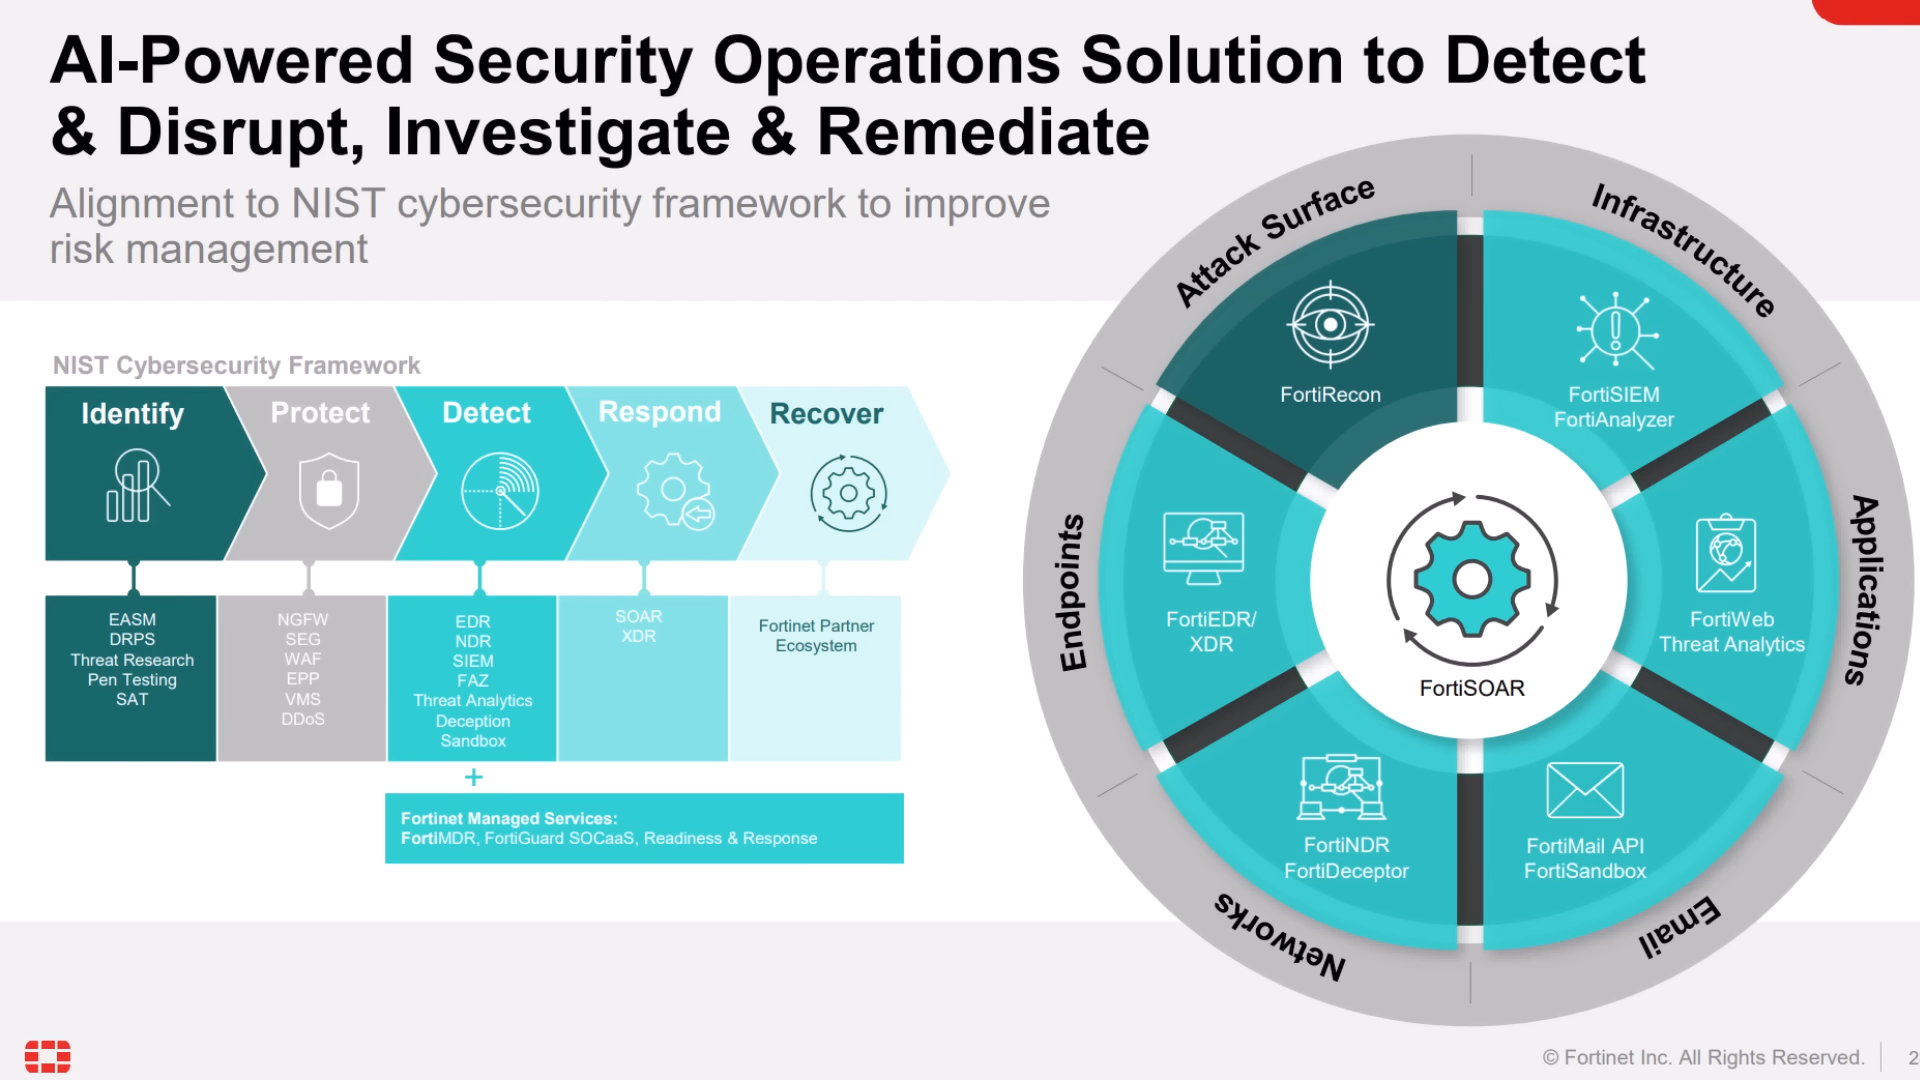 AI-Powered Security Operations Solution to Detect
& Disrupt, Investigate & Remediate
Alignment to NIST cybersecurity framework to improve
risk management
NIST Cybersecurity Framework
Identify
Protect
Detect
Respond
Recover
EASM
DRPS
Threat Research
Pen Testing
SAT
NGFW
SEG
WAF
EPP
VMS
DDoS
EDR
NDR
SIEM
FAZ
Threat Analytics
Deception
Sandbox
SOAR
XDR
Fortinet Partner
Ecosystem
+
Fortinet Managed Services:
FortiMDR, FortiGuard SOCaaS, Readiness & Response
Attack Surface
Infrastructure
Applications
Email
Networks
Endpoints
FortiRecon
FortiSIEM
FortiAnalyzer
FortiWeb
Threat Analytics
FortiMail API
FortiSandbox
FortiNDR
FortiDeceptor
FortiEDR/
XDR
FortiSOAR
© Fortinet Inc. All Rights Reserved.
2